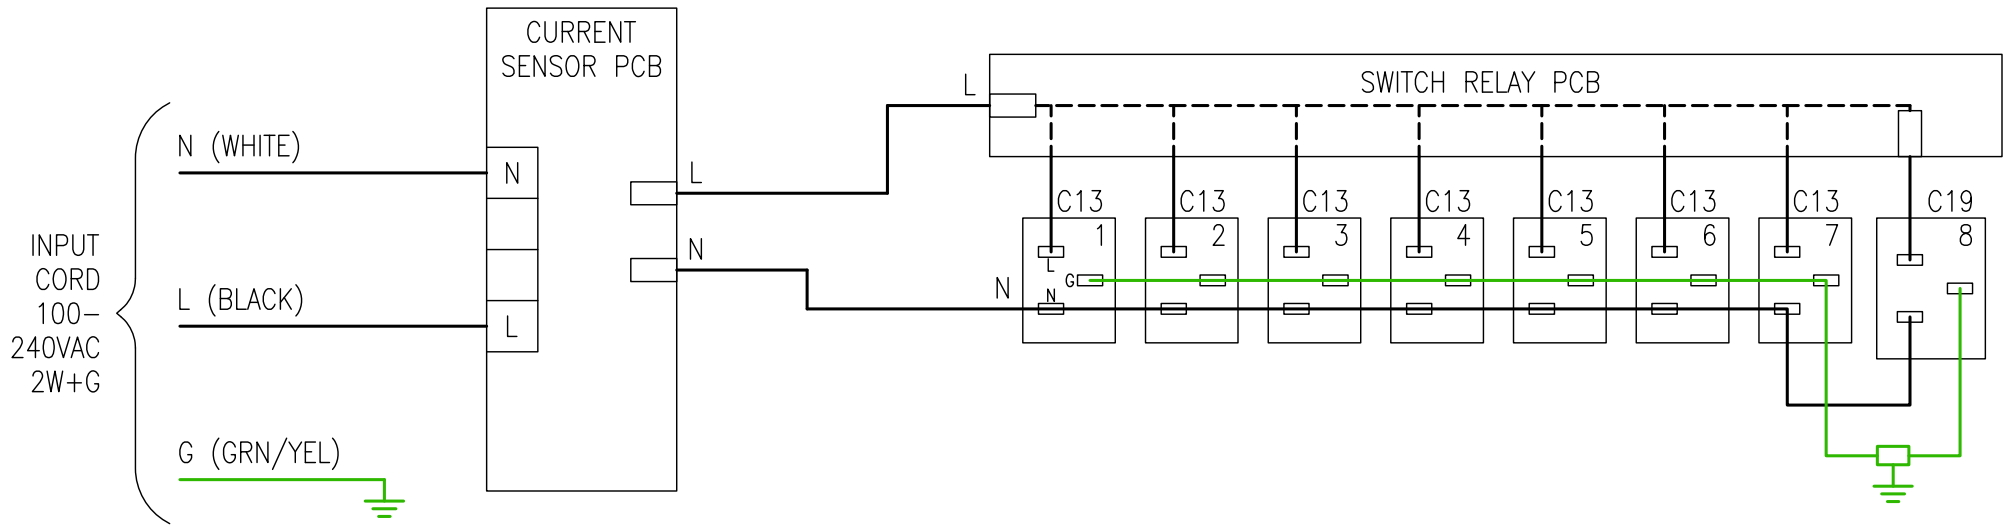 CURRENT
SENSOR PCB
SWITCH RELAY PCB
L
N (WHITE)
N
L
C13
1
C13
2
C13
3
C13
4
C13
5
C13
6
C13
7
C19
8
INPUT
CORD
100-
240VAC
2W+G
N
L
G
N
N
L (BLACK)
L
G (GRN/YEL)